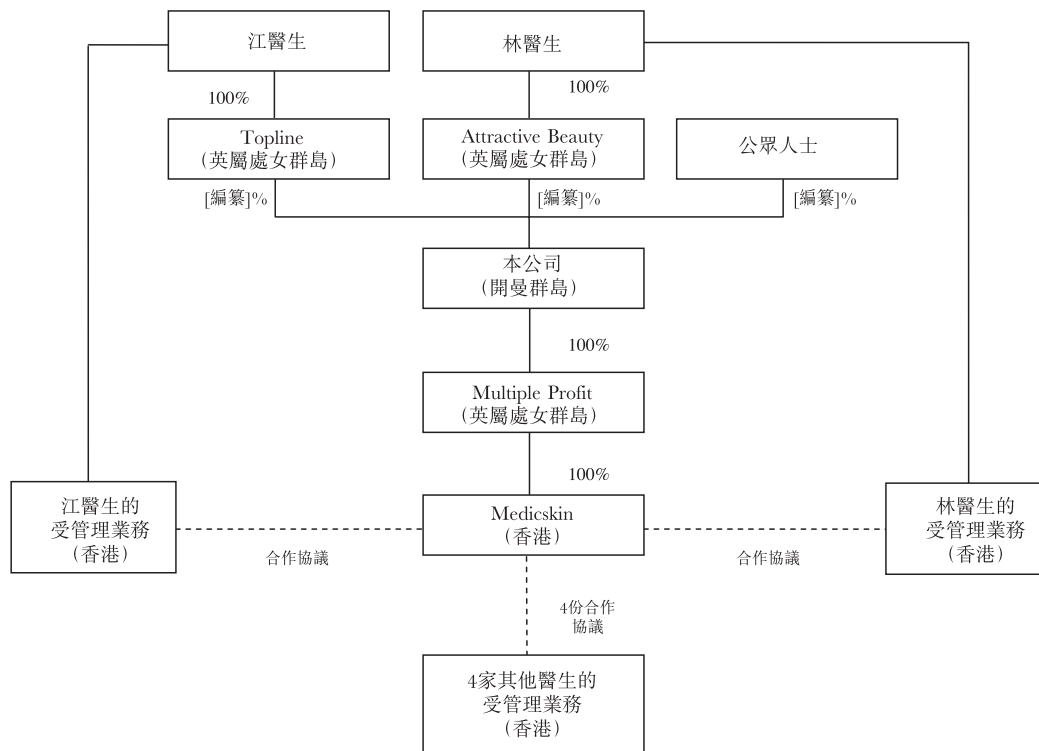 江醫生
林醫生
100%
100%
Topline
(英屬處女群島)
Attractive Beauty
(英屬處女群島)
公眾人士
[編纂]%
[編纂]%
[編纂]%
本公司
(開曼群島)
100%
Multiple Profit
(英屬處女群島)
100%
江醫生的
受管理業務
(香港)
Medicskin
(香港)
林醫生的
受管理業務
(香港)
合作協議
合作協議
4份合作
協議
4家其他醫生的
受管理業務
(香港)